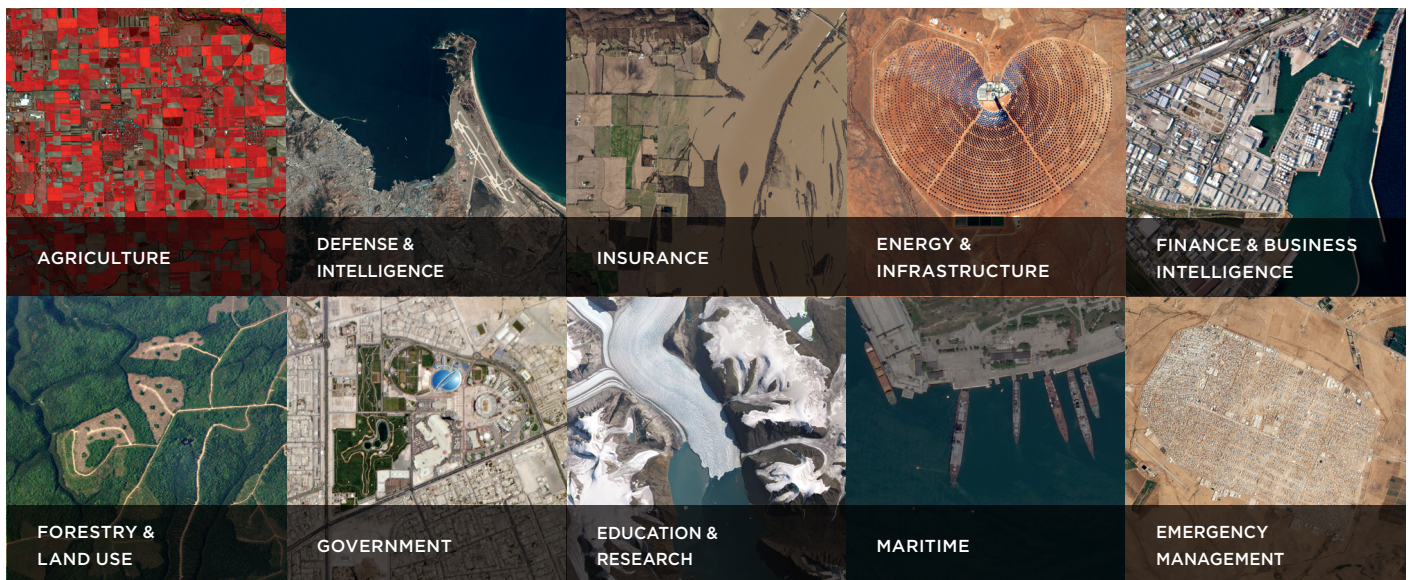 AGRICULTURE
DEFENSE &
INTELLIGENCE
INSURANCE
ENERGY &
INFRASTRUCTURE
FINANCE & BUSINESS
INTELLIGENCE
FORESTRY &
LAND USE
GOVERNMENT
EDUCATION &
RESEARCH
MARITIME
EMERGENCY
MANAGEMENT